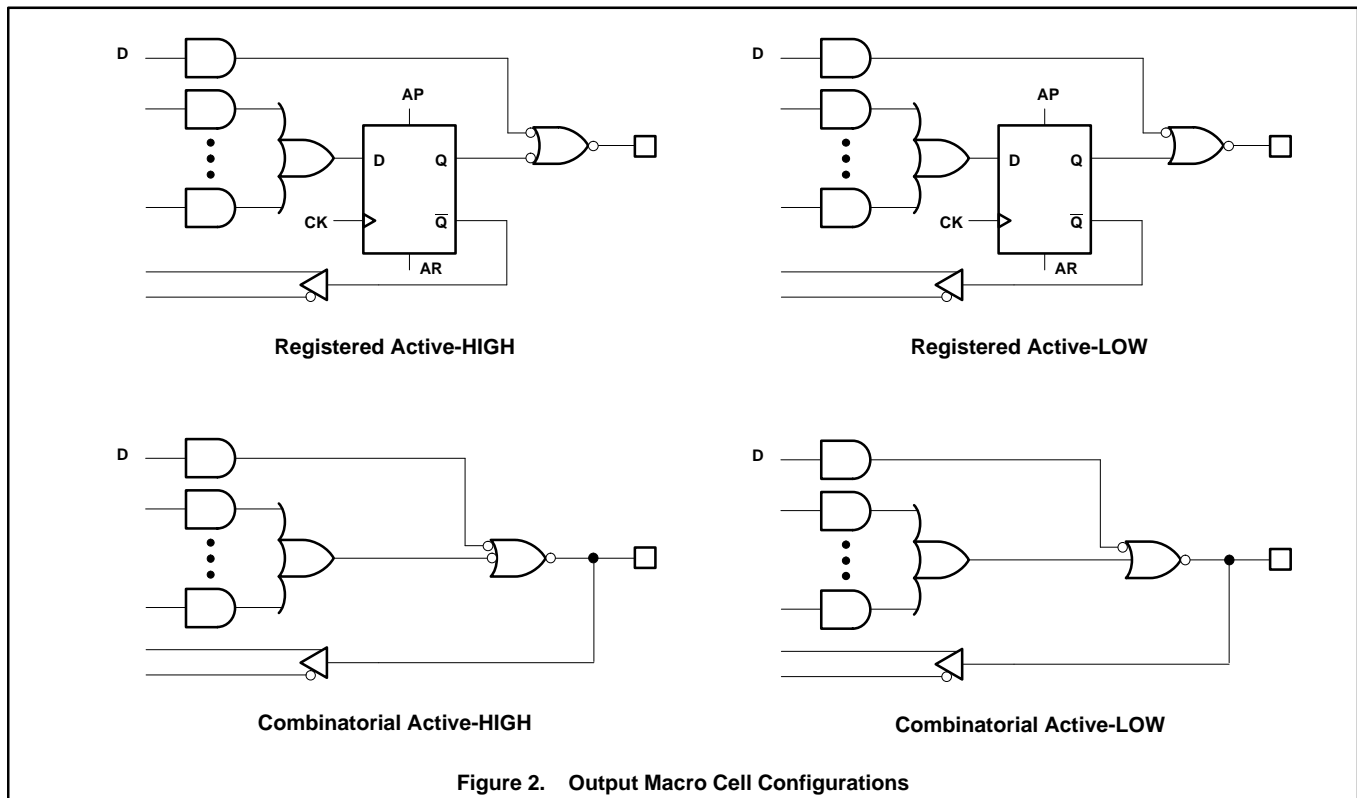 D
AP
D Q
CK Q̅
AR
Registered Active-HIGH
D
AP
D Q
CK Q̅
AR
Registered Active-LOW
D
Combinatorial Active-HIGH
D
Combinatorial Active-LOW
Figure 2. Output Macro Cell Configurations